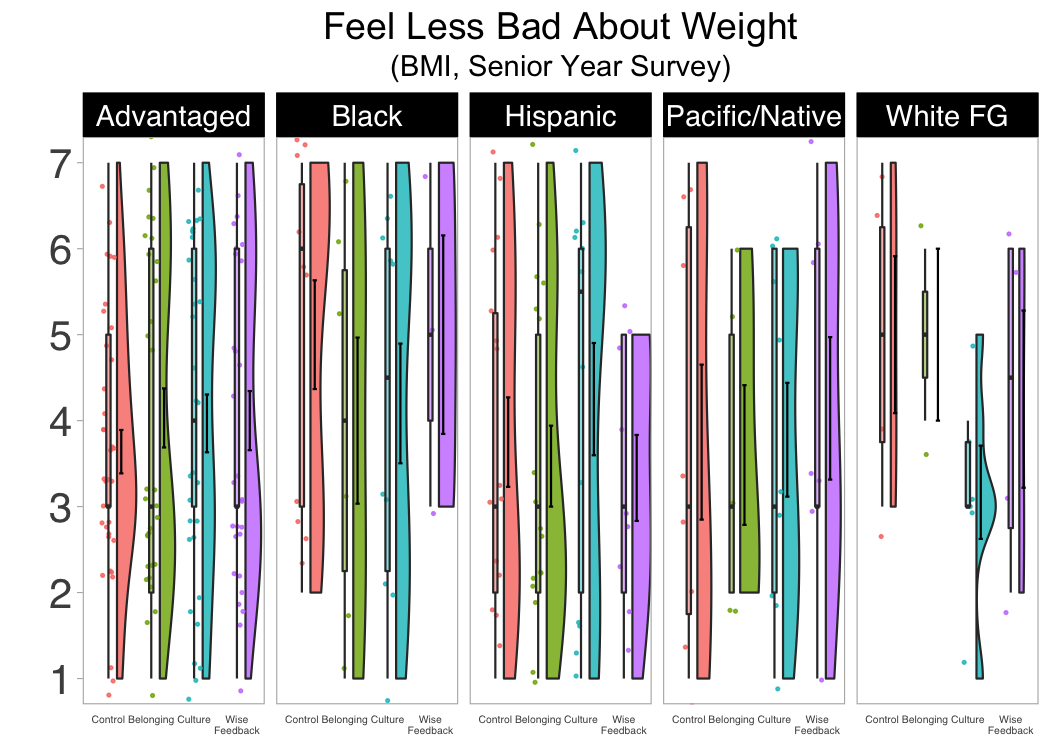 Feel Less Bad About Weight
(BMI, Senior Year Survey)
Advantaged Black Hispanic Pacific/Native White FG
7
6
5
4
3
2
1
Control Belonging Culture Wise Feedback Control Belonging Culture Wise Feedback Control Belonging Culture Wise Feedback Control Belonging Culture Wise Feedback Control Belonging Culture Wise Feedback